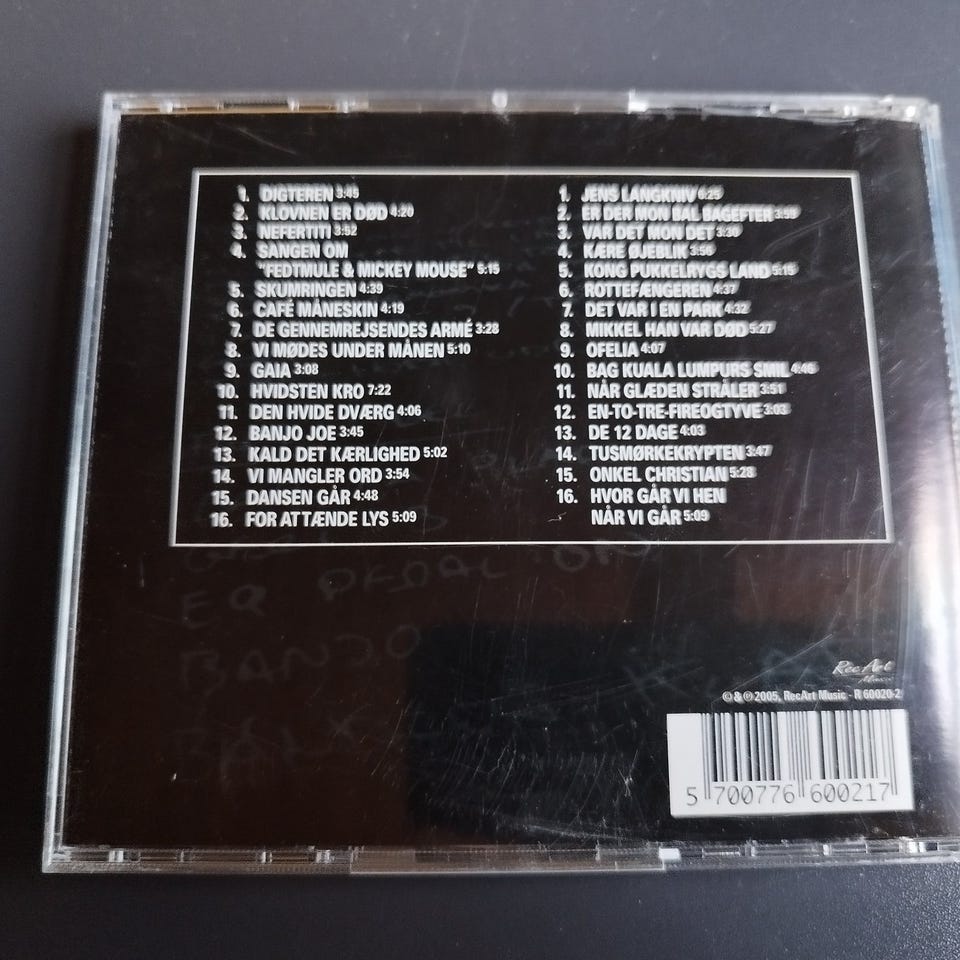 1. DIGTEREN 3:45
2. KLOVNEN ER DØD 4:20
3. NEFERTITI 3:52
4. SANGEN OM
"FEDTMULE & MICKEY MOUSE" 5:15
5. SKUMRINGEN 4:39
6. CAFÉ MÅNESKIN 4:19
7. DE GENNEMREJSENDES ARMÉ 3:28
8. VI MØDES UNDER MÅNEN 5:10
9. GAIA 3:08
10. HVIDSTEN KRO 7:22
11. DEN HVIDE DVÆRG 4:06
12. BANJO JOE 3:45
13. KALD DET KÆRLIGHED 5:02
14. VI MANGLER ORD 3:54
15. DANSEN GÅR 4:48
16. FOR AT TÆNDE LYS 5:09
1. JENS LANGKNIV 6:25
2. ER DER MON BAL BAGEFTER 3:59
3. VAR DET MON DET 3:30
4. KÆRE ØJEBLIK 3:50
5. KONG PUKKELRYGS LAND 5:15
6. ROTTEFÆNGEREN 4:37
7. DET VAR I EN PARK 4:32
8. MIKKEL HAN VAR DØD 5:27
9. OFELIA 4:07
10. BAG KUALA LUMPURS SMIL 4:46
11. NÅR GLÆDEN STRÅLER 3:51
12. EN-TO-TRE-FIREOGTYVE 3:03
13. DE 12 DAGE 4:03
14. TUSMØRKEKRYPTEN 3:47
15. ONKEL CHRISTIAN 5:28
16. HVOR GÅR VI HEN
NÅR VI GÅR 5:09
EQ PEDAL ON
BANJO
RecArt
Music
© & ℗ 2005, RecArt Music - R 60020-2
5 700776 600217